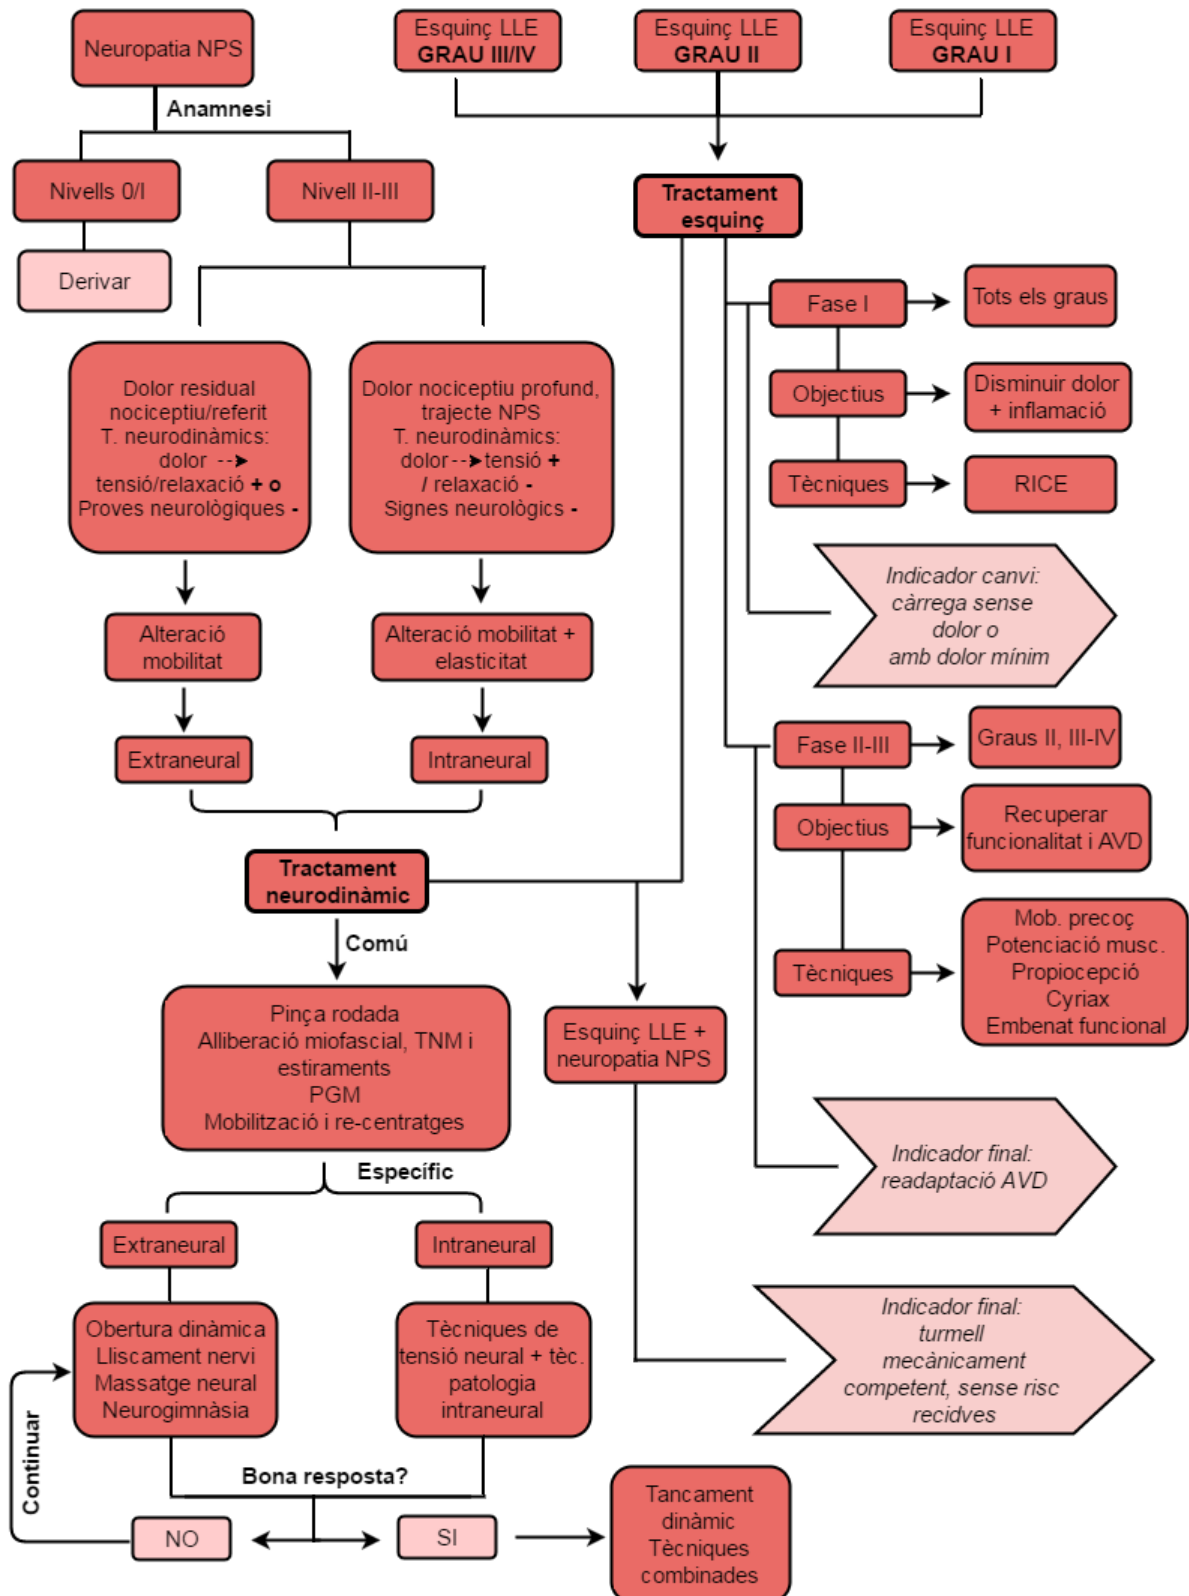 Neuropatia NPS
Esquinç LLE
GRAU III/IV
Esquinç LLE
GRAU II
Esquinç LLE
GRAU I
Anamnesi
Nivells 0/I
Nivell II-III
Derivar
Tractament
esquinç
Fase I
Tots els graus
Objectius
Disminuir dolor
+ inflamació
Tècniques
RICE
Dolor residual
nociceptiu/referit
T. neurodinàmics:
dolor -->
tensió/relaxació + o
Proves neurològiques -
Dolor nociceptiu profund,
trajecte NPS
T. neurodinàmics:
dolor --> tensió +
/ relaxació -
Signes neurològics -
Indicador canvi:
càrrega sense
dolor o
amb dolor mínim
Alteració
mobilitat
Alteració mobilitat +
elasticitat
Extraneural
Intraneural
Fase II-III
Graus II, III-IV
Objectius
Recuperar
funcionalitat i AVD
Tècniques
Mob. precoç
Potenciació musc.
Propiocepció
Cyriax
Embenat funcional
Tractament
neurodinàmic
Comú
Pinça rodada
Alliberació miofascial, TNM i
estiraments
PGM
Mobilització i re-centratges
Esquinç LLE +
neuropatia NPS
Indicador final:
readaptació AVD
Específic
Extraneural
Intraneural
Obertura dinàmica
Lliscament nervi
Massatge neural
Neurogimnàsia
Tècniques de
tensió neural + tèc.
patologia
intraneural
Indicador final:
turmell
mecànicament
competent, sense risc
recidves
Continuar
Bona resposta?
NO
SI
Tancament
dinàmic
Tècniques
combinades